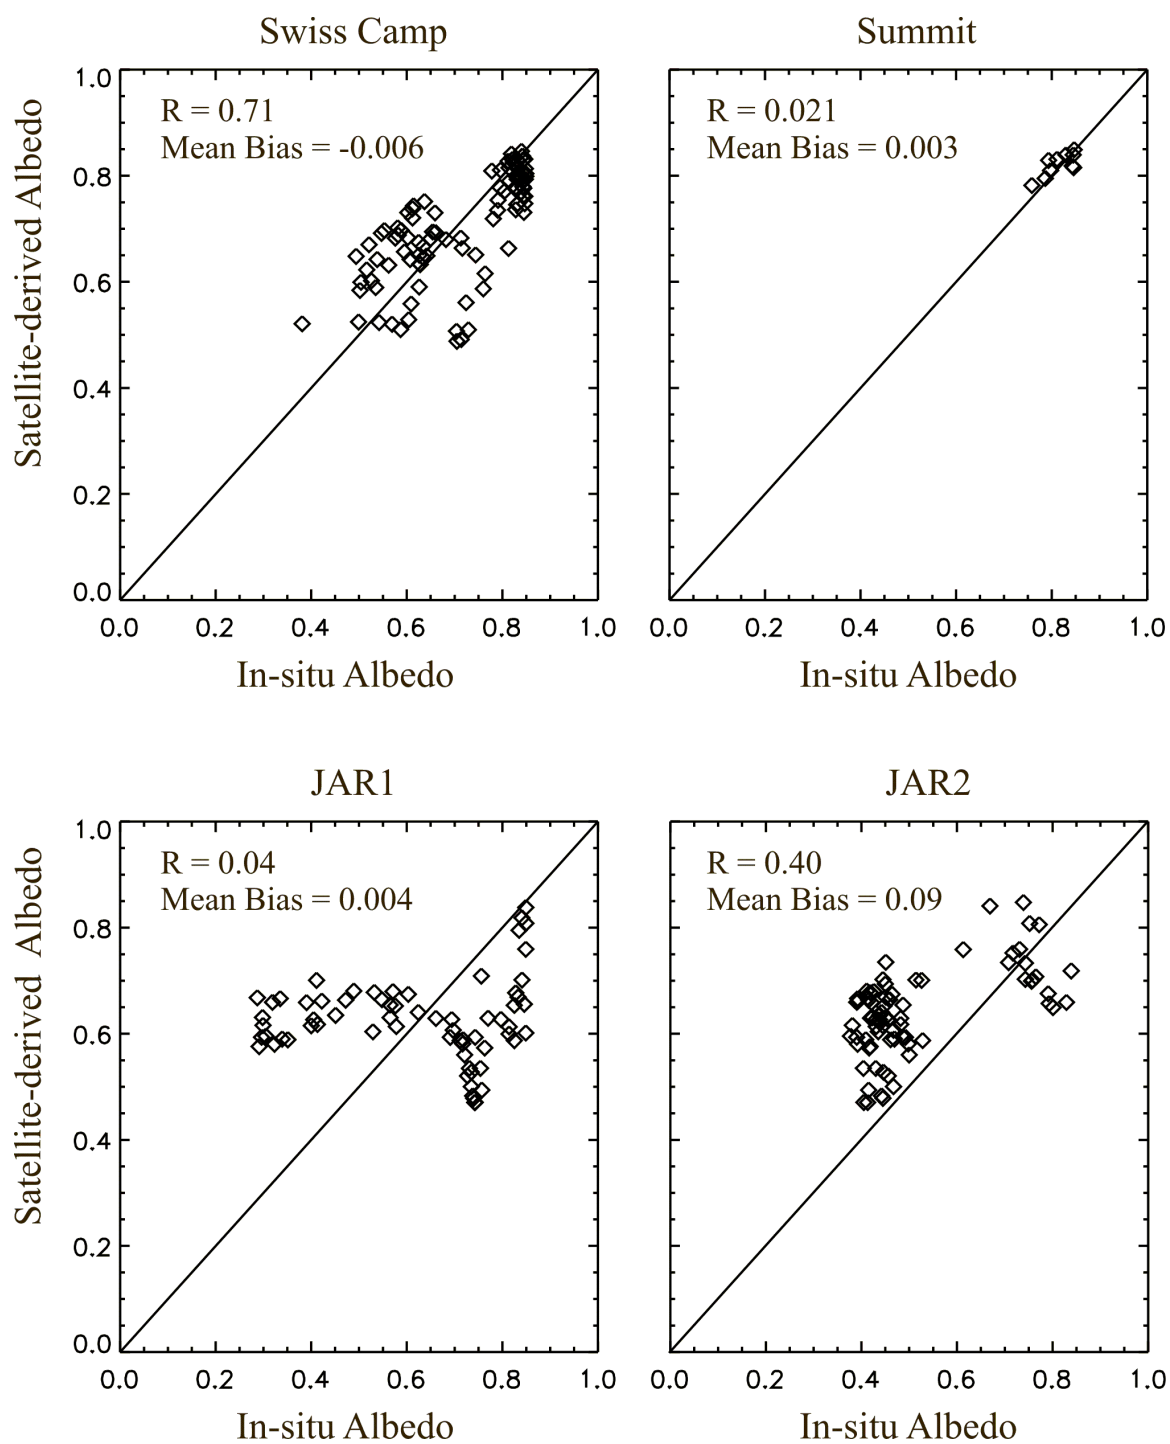 Swiss Camp
R = 0.71
Mean Bias = -0.006
Satellite-derived Albedo
1.0
0.8
0.6
0.4
0.2
0.0
0.0 0.2 0.4 0.6 0.8 1.0
In-situ Albedo
Summit
R = 0.021
Mean Bias = 0.003
0.0 0.2 0.4 0.6 0.8 1.0
In-situ Albedo
JAR1
R = 0.04
Mean Bias = 0.004
Satellite-derived Albedo
1.0
0.8
0.6
0.4
0.2
0.0
0.0 0.2 0.4 0.6 0.8 1.0
In-situ Albedo
JAR2
R = 0.40
Mean Bias = 0.09
0.0 0.2 0.4 0.6 0.8 1.0
In-situ Albedo